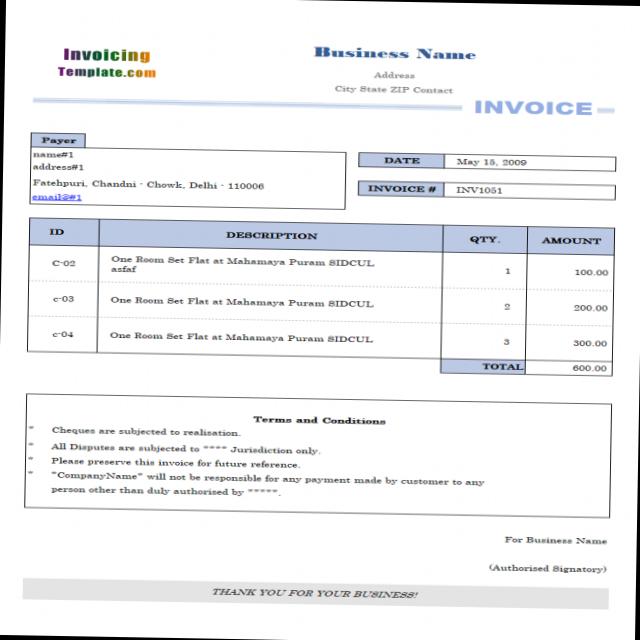 Invoicing
Template.com
Business Name
Address
City State ZIP Contact
INVOICE
Payer
name#1
address#1
Fatehpuri, Chandni - Chowk, Delhi - 110006
email@#1
DATE May 15, 2009
INVOICE # INV1051
ID DESCRIPTION QTY. AMOUNT
C-02 One Room Set Flat at Mahamaya Puram SIDCUL
asfaf 1 100.00
c-03 One Room Set Flat at Mahamaya Puram SIDCUL 2 200.00
c-04 One Room Set Flat at Mahamaya Puram SIDCUL 3 300.00
TOTAL 600.00
Terms and Conditions
* Cheques are subjected to realisation.
* All Disputes are subjected to **** Jurisdiction only.
* Please preserve this invoice for future reference.
* "CompanyName" will not be responsible for any payment made by customer to any
person other than duly authorised by *****.
For Business Name
(Authorised Signatory)
THANK YOU FOR YOUR BUSINESS!